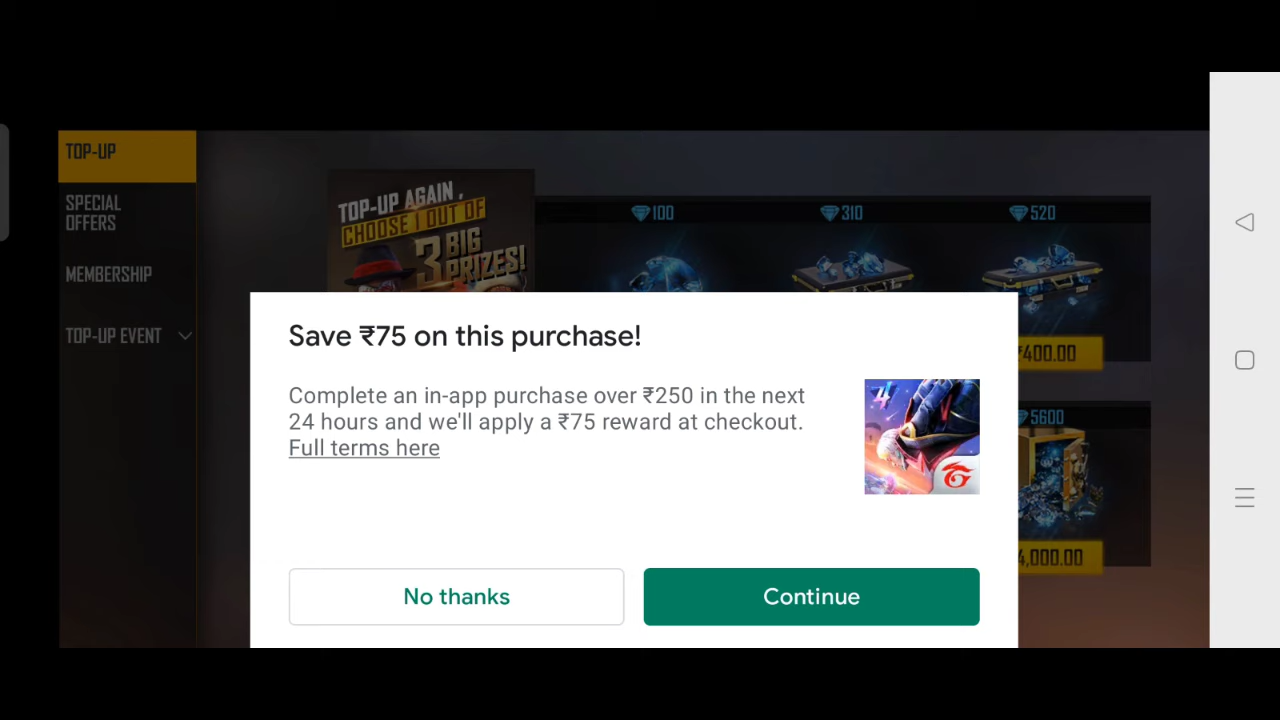 TOP-UP
SPECIAL
OFFERS
MEMBERSHIP
TOP-UP EVENT
TOP-UP AGAIN,
CHOOSE 1 OUT OF
3 BIG
PRIZES!
100
310
520
₹400.00
5600
4,000.00
Save ₹75 on this purchase!
Complete an in-app purchase over ₹250 in the next
24 hours and we'll apply a ₹75 reward at checkout.
Full terms here
4
No thanks
Continue